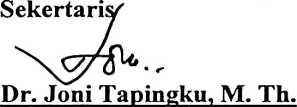 Sekertaris
Dr. Joni Tapingku, M. Th.